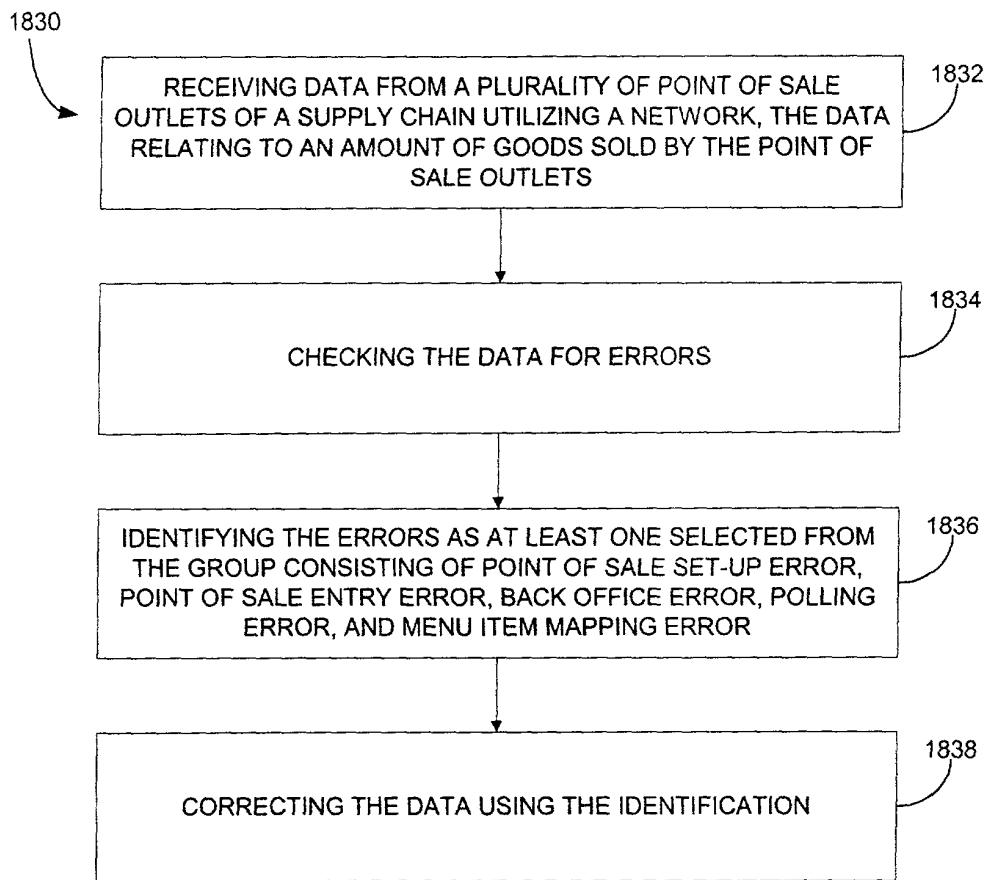 1830
RECEIVING DATA FROM A PLURALITY OF POINT OF SALE
OUTLETS OF A SUPPLY CHAIN UTILIZING A NETWORK, THE DATA
RELATING TO AN AMOUNT OF GOODS SOLD BY THE POINT OF
SALE OUTLETS
1832
CHECKING THE DATA FOR ERRORS
1834
IDENTIFYING THE ERRORS AS AT LEAST ONE SELECTED FROM
THE GROUP CONSISTING OF POINT OF SALE SET-UP ERROR,
POINT OF SALE ENTRY ERROR, BACK OFFICE ERROR, POLLING
ERROR, AND MENU ITEM MAPPING ERROR
1836
CORRECTING THE DATA USING THE IDENTIFICATION
1838